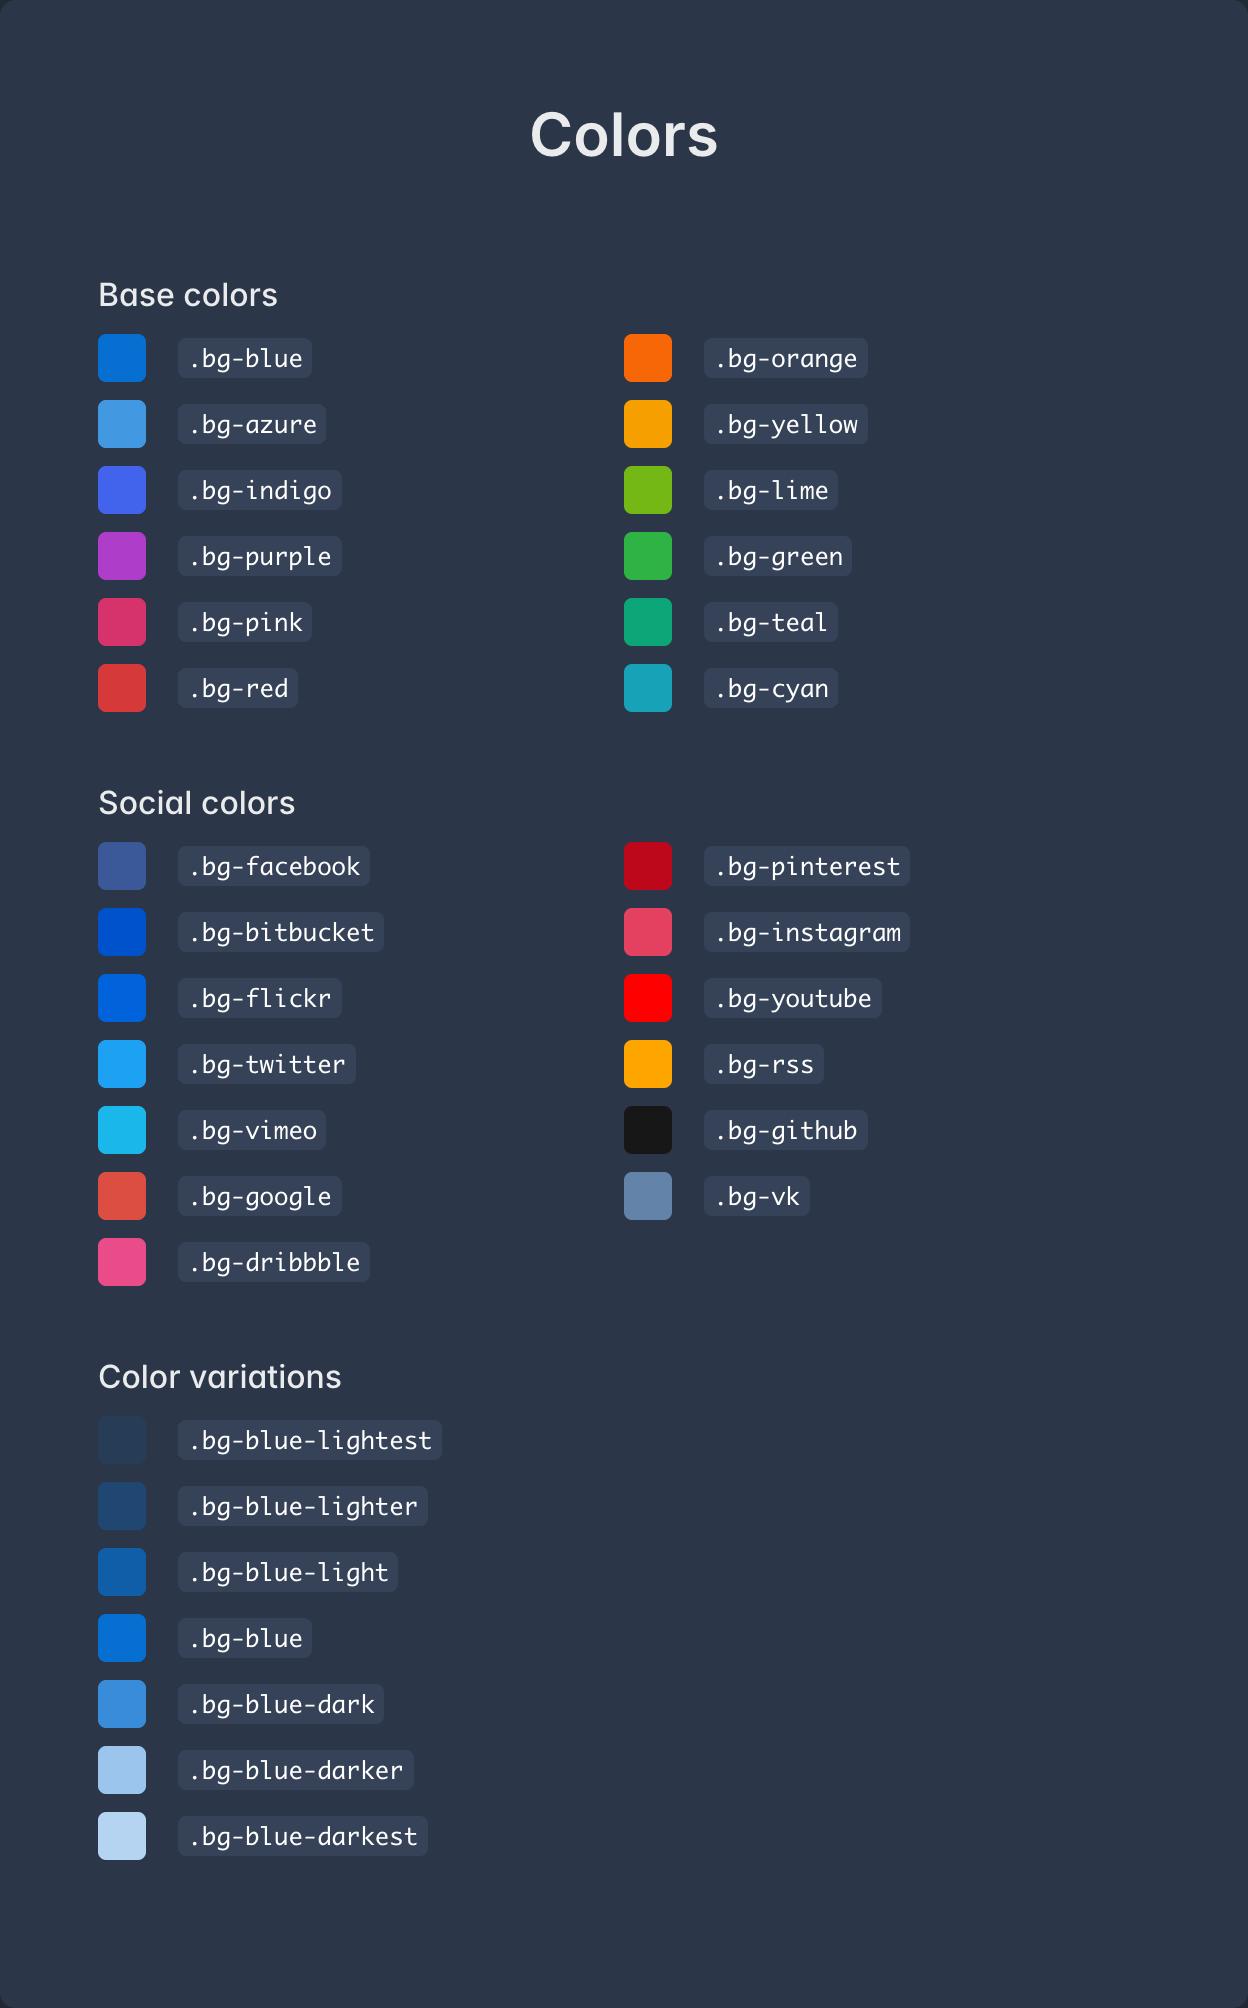 Colors
Base colors
.bg-blue
.bg-azure
.bg-indigo
.bg-purple
.bg-pink
.bg-red
.bg-orange
.bg-yellow
.bg-lime
.bg-green
.bg-teal
.bg-cyan
Social colors
.bg-facebook
.bg-bitbucket
.bg-flickr
.bg-twitter
.bg-vimeo
.bg-google
.bg-dribbble
.bg-pinterest
.bg-instagram
.bg-youtube
.bg-rss
.bg-github
.bg-vk
Color variations
.bg-blue-lightest
.bg-blue-lighter
.bg-blue-light
.bg-blue
.bg-blue-dark
.bg-blue-darker
.bg-blue-darkest